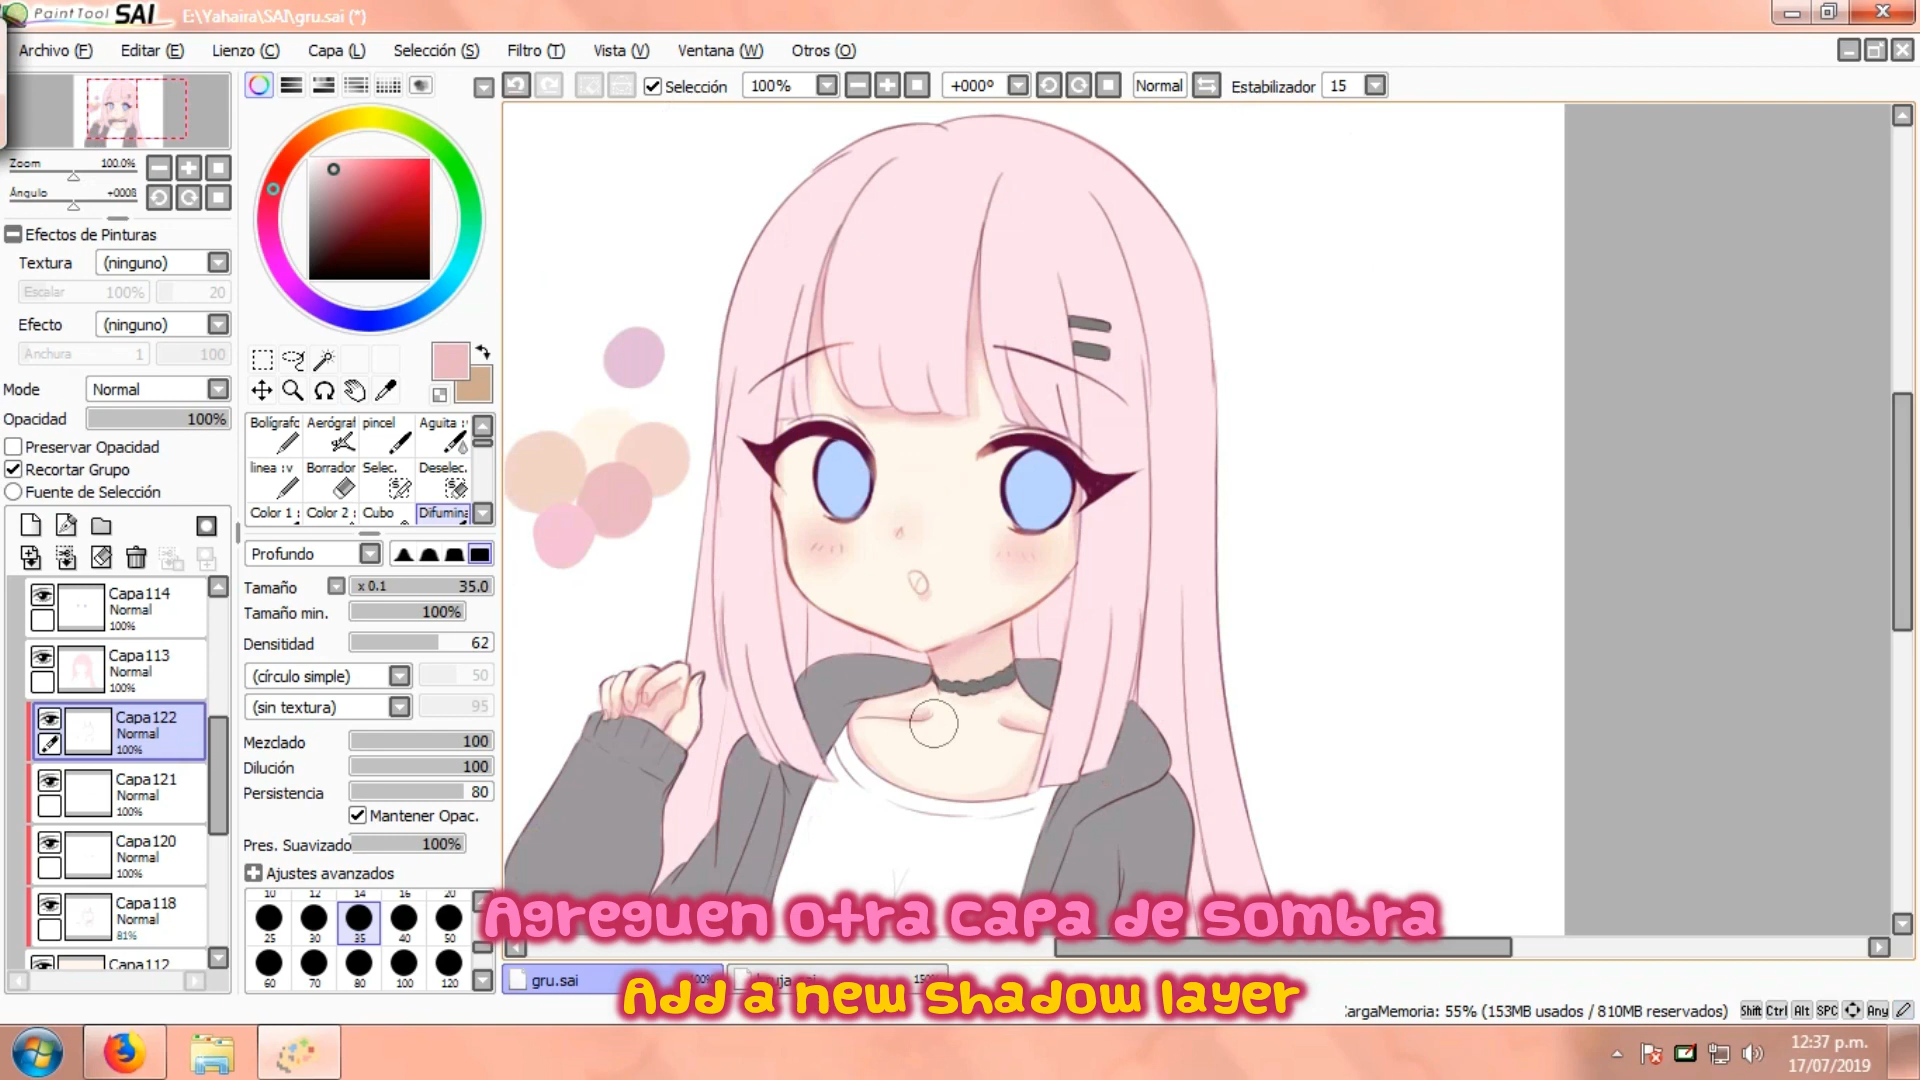 PaintTool SAI E:\Yahaira\SAI\gru.sai (*)
Archivo (F) Editar (E) Lienzo (C) Capa (L) Selección (S) Filtro (T) Vista (V) Ventana (W) Otros (O)
Selección 100% +000º Normal Estabilizador 15
Zoom 100.0%
Ángulo
Efectos de Pinturas
Textura (ninguno)
Escalar 100% 20
Efecto (ninguno)
Anchura 1 100
Mode Normal
Opacidad 100%
Preservar Opacidad
Recortar Grupo
Fuente de Selección
Capa114
Normal
100%
Capa113
Normal
100%
Capa122
Normal
100%
Capa121
Normal
100%
Capa120
Normal
100%
Capa118
Normal
81%
Capa112
Bolígrafo Aerógraf pincel Aguita :v
linea :v Borrador Selec. Deselec.
Color 1 : Color 2 : Cubo Difumina
Profundo
Tamaño x 0.1 35.0
Tamaño min. 100%
Densitidad 62
(círculo simple) 50
(sin textura) 95
Mezclado 100
Dilución 100
Persistencia 80
Mantener Opac.
Pres. Suavizado 100%
Ajustes avanzados
10 12 14 16 20
25 30 35 40 50
60 70 80 100 120
Agreguen otra capa de sombra
Add a new shadow layer
gru.sai
argaMemoria: 55% (153MB usados / 810MB reservados) Shift Ctrl Alt SPC Any
12:37 p.m.
17/07/2019